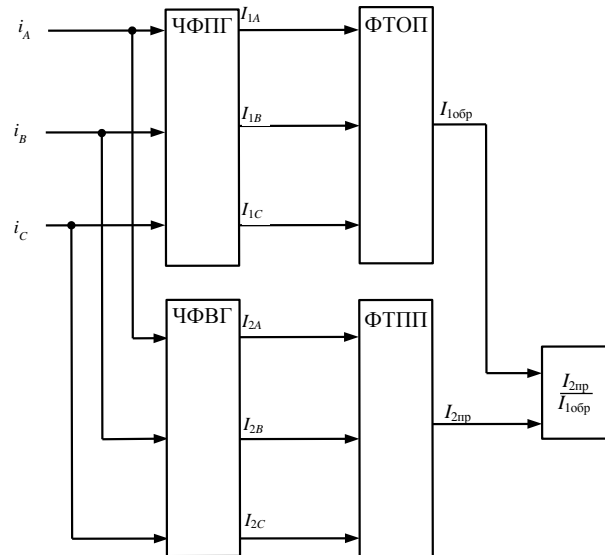 i_A
ЧФПГ
I_1A
ФТОП
i_B
I_1B
I_1обр
i_C
I_1C
ЧФВГ
I_2A
ФТПП
I_2B
I_2пр
I_2пр
I_1обр
I_2C